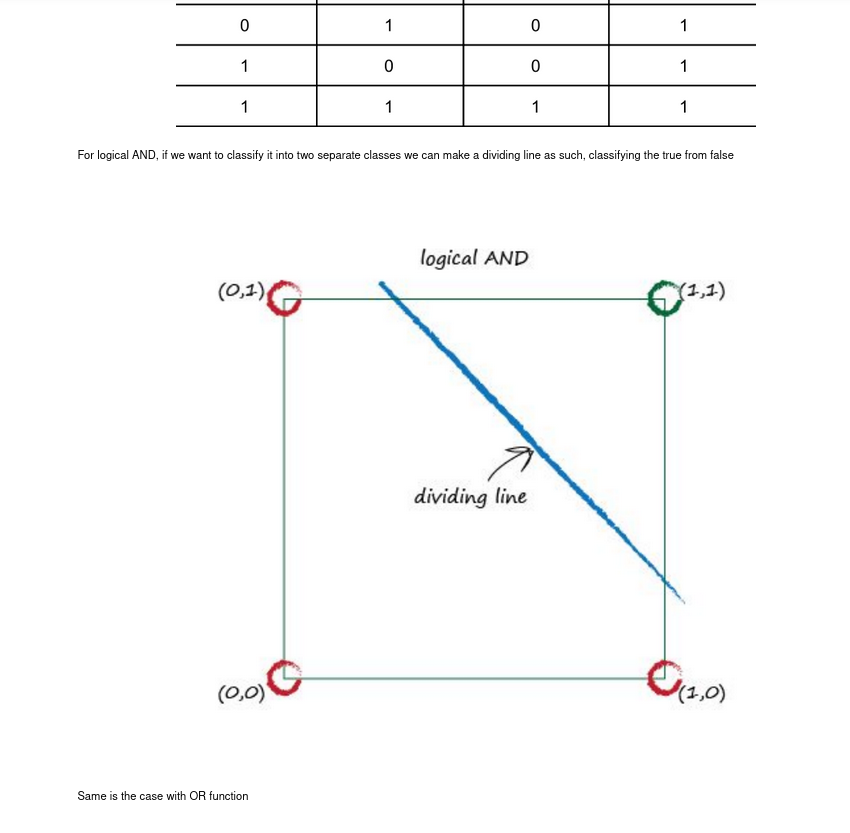 0 1 0 1
1 0 0 1
1 1 1 1
For logical AND, if we want to classify it into two separate classes we can make a dividing line as such, classifying the true from false
logical AND
(0,1) (1,1)
dividing line
(0,0) (1,0)
Same is the case with OR function